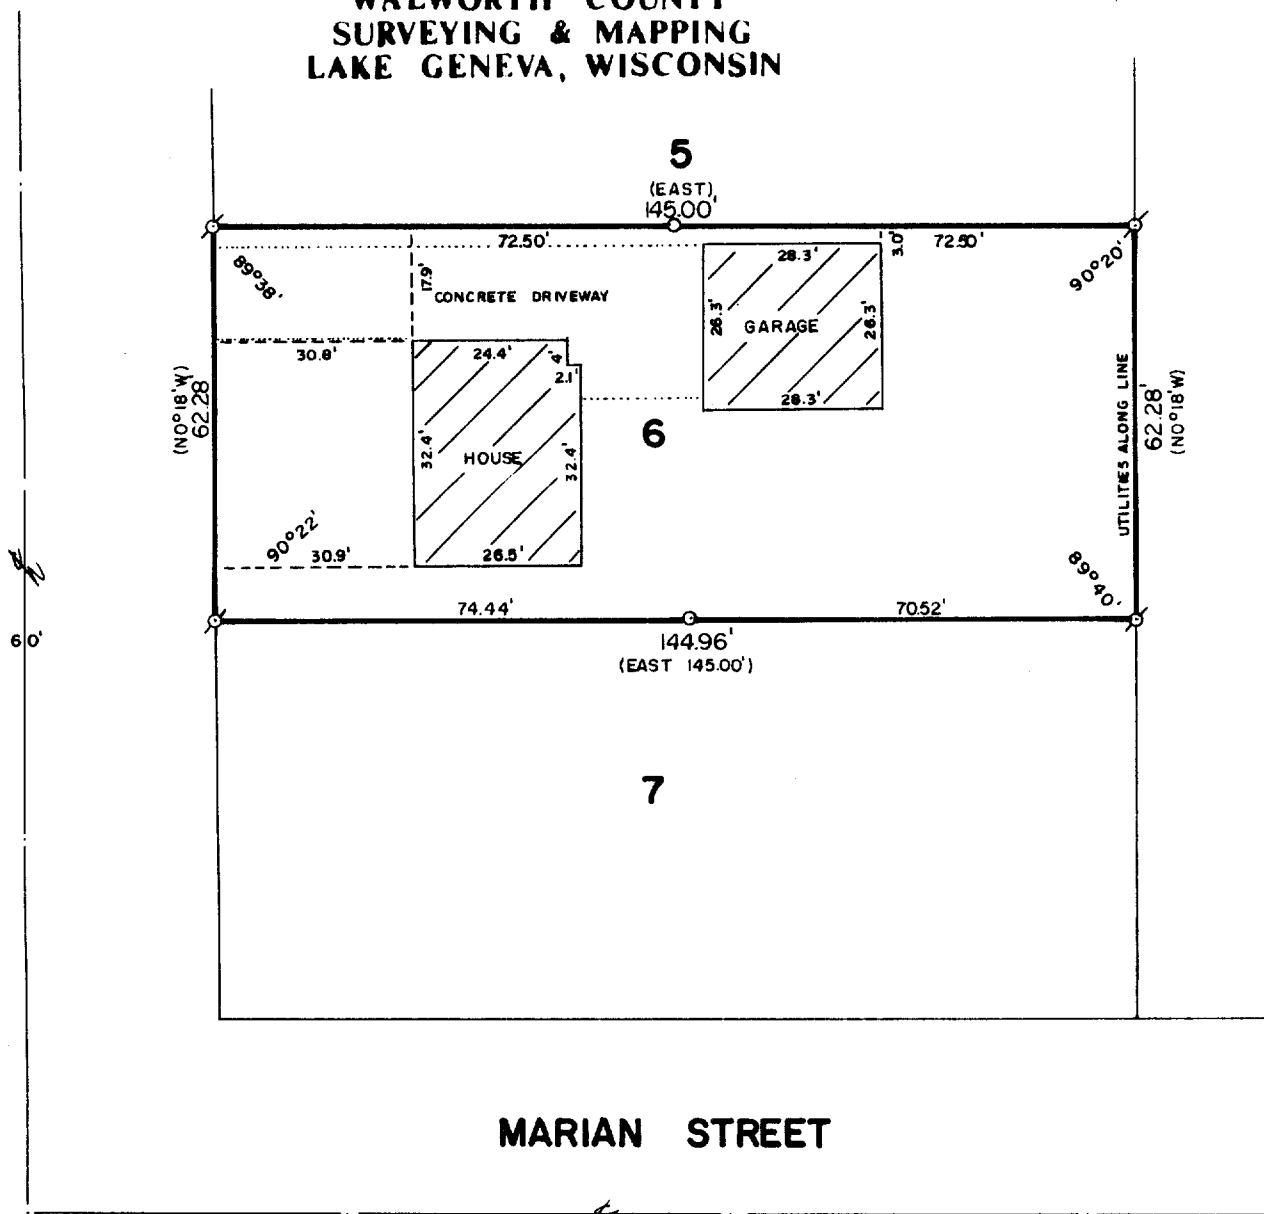 WALWORTH COUNTY
SURVEYING & MAPPING
LAKE GENEVA, WISCONSIN
5
(EAST)
145.00'
72.50'
72.50'
3.0'
28.3'
89°38'
90°20'
17.9'
CONCRETE DRIVEWAY
26.3'
GARAGE
26.3'
30.8'
24.4'
4'
2.1'
28.3'
(N0°18'W)
62.28'
6
UTILITIES ALONG LINE
62.28'
(N0°18'W)
32.4'
HOUSE
32.4'
90°22'
30.9'
26.5'
89°40'
74.44'
70.52'
60'
144.96'
(EAST 145.00')
7
MARIAN STREET